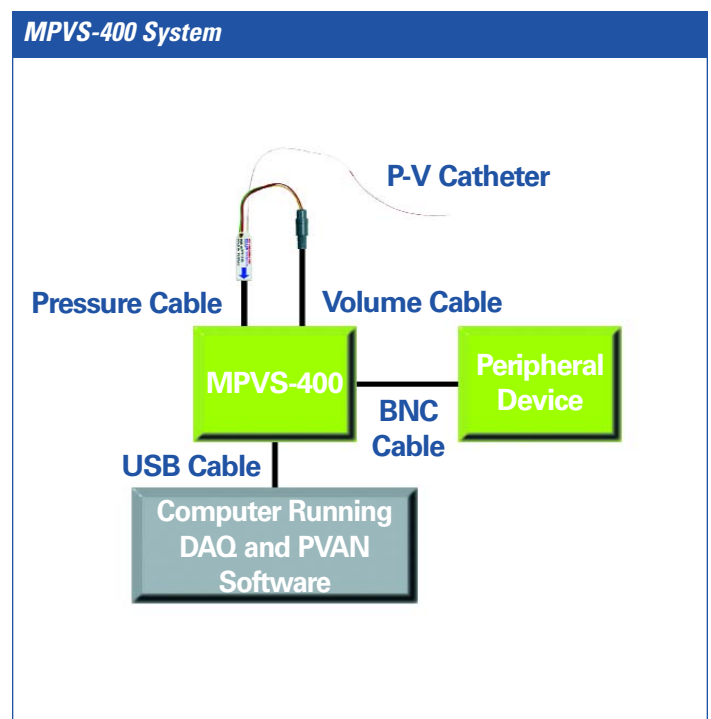 MPVS-400 System
P-V Catheter
Pressure Cable
Volume Cable
MPVS-400
Peripheral
Device
BNC
Cable
USB Cable
Computer Running
DAQ and PVAN
Software